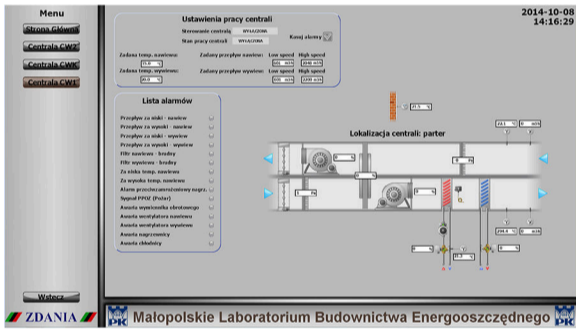 Menu
Strona Główna
Centrala CW2
Centrala CWK
Centrala CW1
Wstecz
ZDANIA
Ustawienia pracy centrali
Sterowanie centralą WYŁĄCZONA
Stan pracy centrali WYŁĄCZONA
Kasuj alarmy
Zadana temp. nawiewu: Zadany przepływ nawiewu: Low speed High speed
Zadana temp. wywiewu: Zadany przepływ wywiewu: Low speed High speed
2014-10-08
14:16:29
Lista alarmów
Przepływ za niski - nawiew
Przepływ za wysoki - nawiew
Przepływ za niski - wywiew
Przepływ za wysoki - wywiew
Filtr nawiewu - brudny
Filtr wywiewu - brudny
Za niska temp. nawiewu
Za wysoka temp. nawiewu
Alarm przeciwzamrożeniowy nagrz.
Sygnał PPOŻ (Pożar)
Awaria wymiennika obrotowego
Awaria wentylatora nawiewu
Awaria wentylatora wywiewu
Awaria nagrzewnicy
Awaria chłodnicy
Lokalizacja centrali: parter
PK Małopolskie Laboratorium Budownictwa Energooszczędnego PK